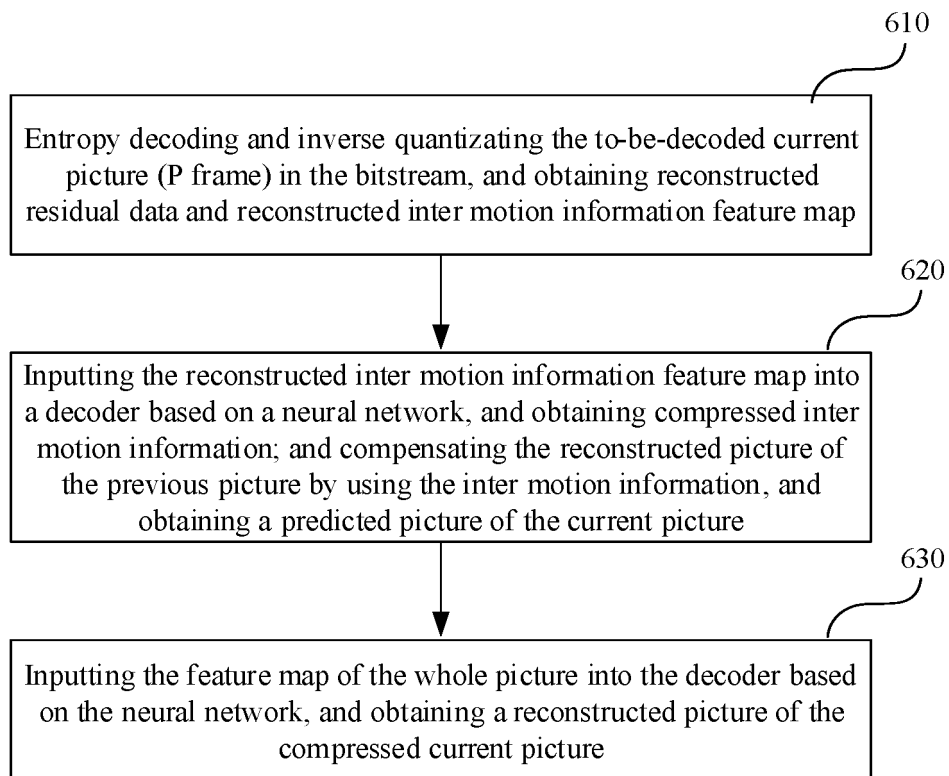 610
Entropy decoding and inverse quantizating the to-be-decoded current
picture (P frame) in the bitstream, and obtaining reconstructed
residual data and reconstructed inter motion information feature map
620
Inputting the reconstructed inter motion information feature map into
a decoder based on a neural network, and obtaining compressed inter
motion information; and compensating the reconstructed picture of
the previous picture by using the inter motion information, and
obtaining a predicted picture of the current picture
630
Inputting the feature map of the whole picture into the decoder based
on the neural network, and obtaining a reconstructed picture of the
compressed current picture